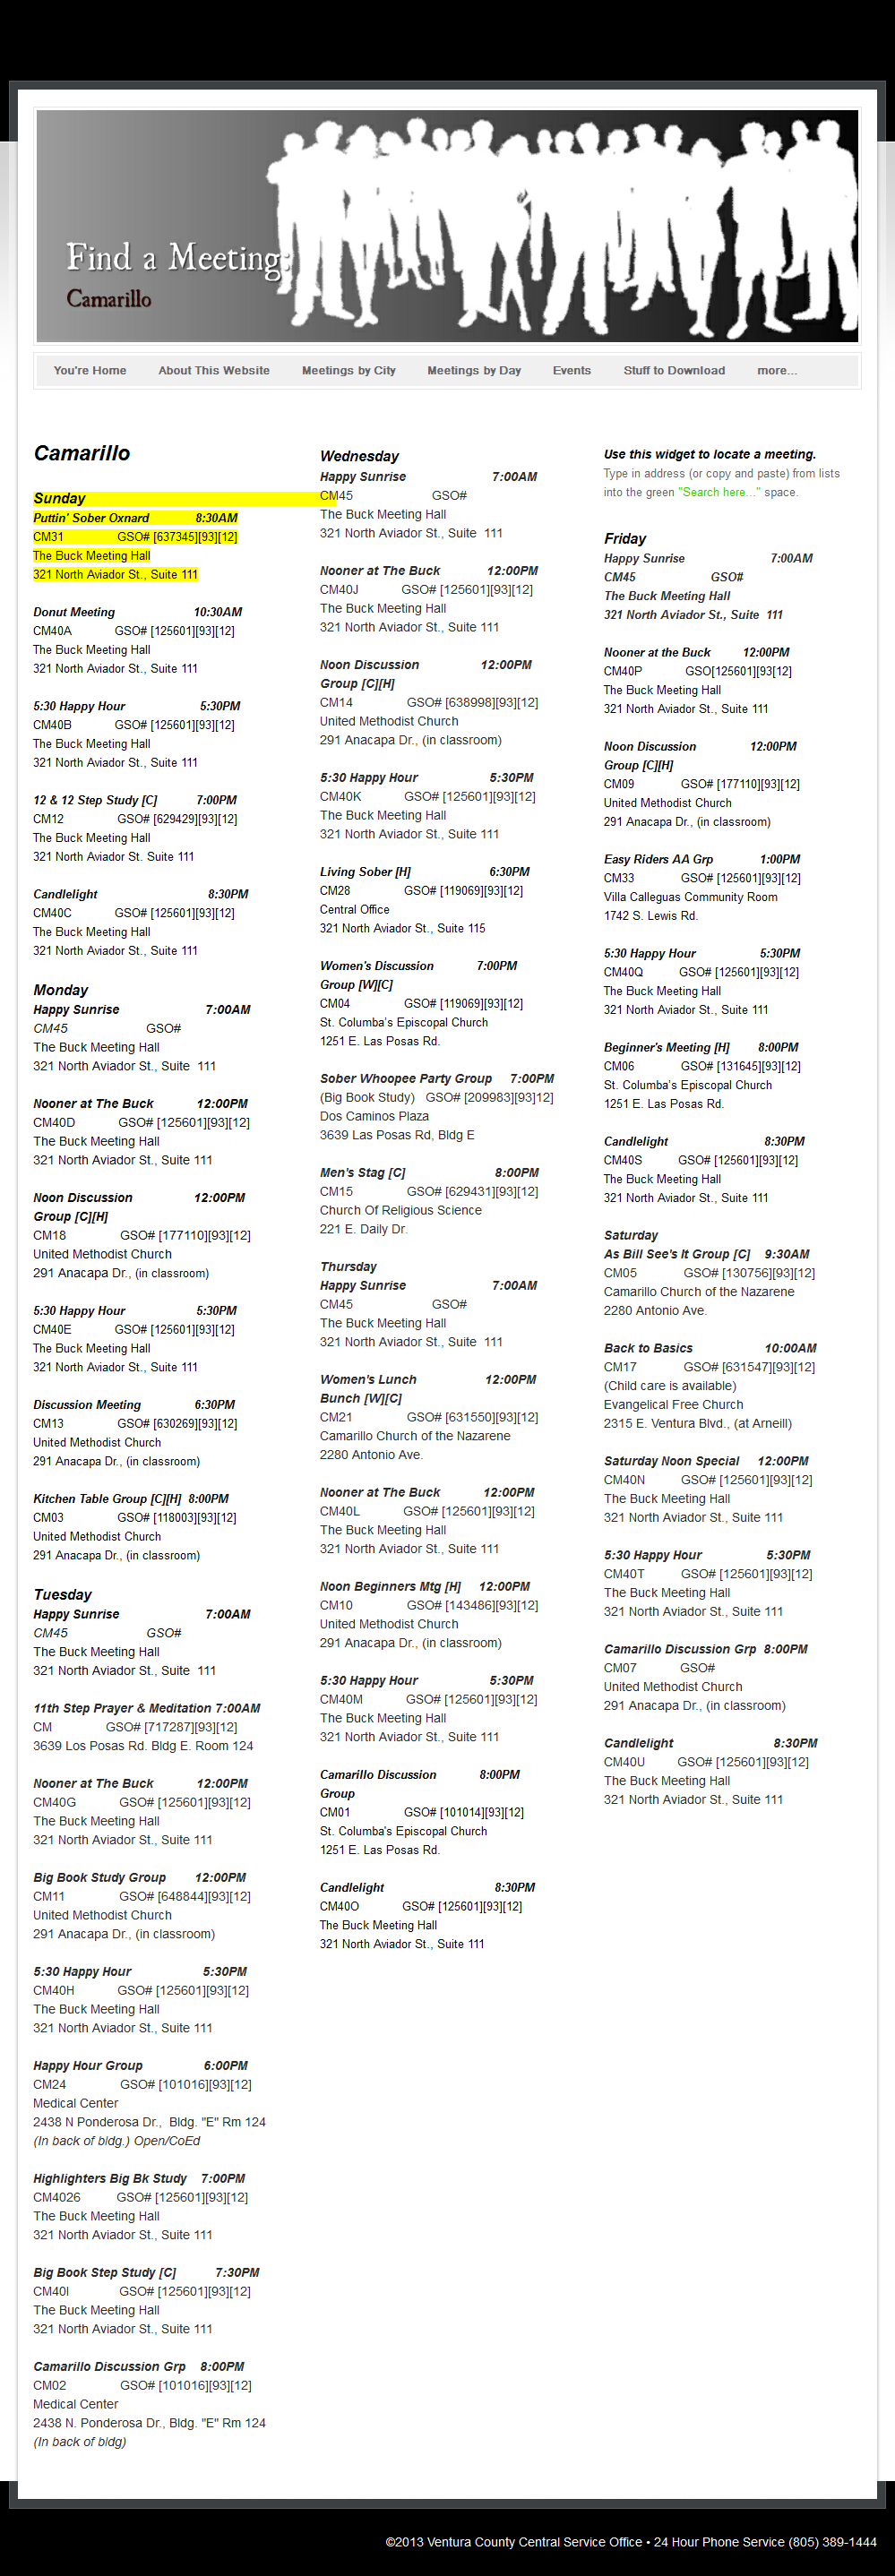 Find a Meeting:
Camarillo
You're Home
About This Website
Meetings by City
Meetings by Day
Events
Stuff to Download
more...
Camarillo
Sunday
Puttin' Sober Oxnard 8:30AM
CM31 GSO# [637345][93][12]
The Buck Meeting Hall
321 North Aviador St., Suite 111
Donut Meeting 10:30AM
CM40A GSO# [125601][93][12]
The Buck Meeting Hall
321 North Aviador St., Suite 111
5:30 Happy Hour 5:30PM
CM40B GSO# [125601][93][12]
The Buck Meeting Hall
321 North Aviador St., Suite 111
12 & 12 Step Study [C] 7:00PM
CM12 GSO# [629429][93][12]
The Buck Meeting Hall
321 North Aviador St. Suite 111
Candlelight 8:30PM
CM40C GSO# [125601][93][12]
The Buck Meeting Hall
321 North Aviador St., Suite 111
Monday
Happy Sunrise 7:00AM
CM45 GSO#
The Buck Meeting Hall
321 North Aviador St., Suite 111
Nooner at The Buck 12:00PM
CM40D GSO# [125601][93][12]
The Buck Meeting Hall
321 North Aviador St., Suite 111
Noon Discussion 12:00PM
Group [C][H]
CM18 GSO# [177110][93][12]
United Methodist Church
291 Anacapa Dr., (in classroom)
5:30 Happy Hour 5:30PM
CM40E GSO# [125601][93][12]
The Buck Meeting Hall
321 North Aviador St., Suite 111
Discussion Meeting 6:30PM
CM13 GSO# [630269][93][12]
United Methodist Church
291 Anacapa Dr., (in classroom)
Kitchen Table Group [C][H] 8:00PM
CM03 GSO# [118003][93][12]
United Methodist Church
291 Anacapa Dr., (in classroom)
Tuesday
Happy Sunrise 7:00AM
CM45 GSO#
The Buck Meeting Hall
321 North Aviador St., Suite 111
11th Step Prayer & Meditation 7:00AM
CM GSO# [717287][93][12]
3639 Los Posas Rd. Bldg E. Room 124
Nooner at The Buck 12:00PM
CM40G GSO# [125601][93][12]
The Buck Meeting Hall
321 North Aviador St., Suite 111
Big Book Study Group 12:00PM
CM11 GSO# [648844][93][12]
United Methodist Church
291 Anacapa Dr., (in classroom)
5:30 Happy Hour 5:30PM
CM40H GSO# [125601][93][12]
The Buck Meeting Hall
321 North Aviador St., Suite 111
Happy Hour Group 6:00PM
CM24 GSO# [101016][93][12]
Medical Center
2438 N Ponderosa Dr., Bldg. "E" Rm 124
(In back of bldg.) Open/CoEd
Highlighters Big Bk Study 7:00PM
CM4026 GSO# [125601][93][12]
The Buck Meeting Hall
321 North Aviador St., Suite 111
Big Book Step Study [C] 7:30PM
CM40I GSO# [125601][93][12]
The Buck Meeting Hall
321 North Aviador St., Suite 111
Camarillo Discussion Grp 8:00PM
CM02 GSO# [101016][93][12]
Medical Center
2438 N. Ponderosa Dr., Bldg. "E" Rm 124
(In back of bldg)
Wednesday
Happy Sunrise 7:00AM
CM45 GSO#
The Buck Meeting Hall
321 North Aviador St., Suite 111
Nooner at The Buck 12:00PM
CM40J GSO# [125601][93][12]
The Buck Meeting Hall
321 North Aviador St., Suite 111
Noon Discussion 12:00PM
Group [C][H]
CM14 GSO# [638998][93][12]
United Methodist Church
291 Anacapa Dr., (in classroom)
5:30 Happy Hour 5:30PM
CM40K GSO# [125601][93][12]
The Buck Meeting Hall
321 North Aviador St., Suite 111
Living Sober [H] 6:30PM
CM28 GSO# [119069][93][12]
Central Office
321 North Aviador St., Suite 115
Women's Discussion 7:00PM
Group [W][C]
CM04 GSO# [119069][93][12]
St. Columba's Episcopal Church
1251 E. Las Posas Rd.
Sober Whoopee Party Group 7:00PM
(Big Book Study) GSO# [209983][93]12]
Dos Caminos Plaza
3639 Las Posas Rd, Bldg E
Men's Stag [C] 8:00PM
CM15 GSO# [629431][93][12]
Church Of Religious Science
221 E. Daily Dr.
Thursday
Happy Sunrise 7:00AM
CM45 GSO#
The Buck Meeting Hall
321 North Aviador St., Suite 111
Women's Lunch 12:00PM
Bunch [W][C]
CM21 GSO# [631550][93][12]
Camarillo Church of the Nazarene
2280 Antonio Ave.
Nooner at The Buck 12:00PM
CM40L GSO# [125601][93][12]
The Buck Meeting Hall
321 North Aviador St., Suite 111
Noon Beginners Mtg [H] 12:00PM
CM10 GSO# [143486][93][12]
United Methodist Church
291 Anacapa Dr., (in classroom)
5:30 Happy Hour 5:30PM
CM40M GSO# [125601][93][12]
The Buck Meeting Hall
321 North Aviador St., Suite 111
Camarillo Discussion 8:00PM
Group
CM01 GSO# [101014][93][12]
St. Columba's Episcopal Church
1251 E. Las Posas Rd.
Candlelight 8:30PM
CM40O GSO# [125601][93][12]
The Buck Meeting Hall
321 North Aviador St., Suite 111
Use this widget to locate a meeting.
Type in address (or copy and paste) from lists
into the green "Search here..." space.
Friday
Happy Sunrise 7:00AM
CM45 GSO#
The Buck Meeting Hall
321 North Aviador St., Suite 111
Nooner at the Buck 12:00PM
CM40P GSO[125601][93[12]
The Buck Meeting Hall
321 North Aviador St., Suite 111
Noon Discussion 12:00PM
Group [C][H]
CM09 GSO# [177110][93][12]
United Methodist Church
291 Anacapa Dr., (in classroom)
Easy Riders AA Grp 1:00PM
CM33 GSO# [125601][93][12]
Villa Calleguas Community Room
1742 S. Lewis Rd.
5:30 Happy Hour 5:30PM
CM40Q GSO# [125601][93][12]
The Buck Meeting Hall
321 North Aviador St., Suite 111
Beginner's Meeting [H] 8:00PM
CM06 GSO# [131645][93][12]
St. Columba's Episcopal Church
1251 E. Las Posas Rd.
Candlelight 8:30PM
CM40S GSO# [125601][93][12]
The Buck Meeting Hall
321 North Aviador St., Suite 111
Saturday
As Bill See's It Group [C] 9:30AM
CM05 GSO# [130756][93][12]
Camarillo Church of the Nazarene
2280 Antonio Ave.
Back to Basics 10:00AM
CM17 GSO# [631547][93][12]
(Child care is available)
Evangelical Free Church
2315 E. Ventura Blvd., (at Arneill)
Saturday Noon Special 12:00PM
CM40N GSO# [125601][93][12]
The Buck Meeting Hall
321 North Aviador St., Suite 111
5:30 Happy Hour 5:30PM
CM40T GSO# [125601][93][12]
The Buck Meeting Hall
321 North Aviador St., Suite 111
Camarillo Discussion Grp 8:00PM
CM07 GSO#
United Methodist Church
291 Anacapa Dr., (in classroom)
Candlelight 8:30PM
CM40U GSO# [125601][93][12]
The Buck Meeting Hall
321 North Aviador St., Suite 111
©2013 Ventura County Central Service Office • 24 Hour Phone Service (805) 389-1444